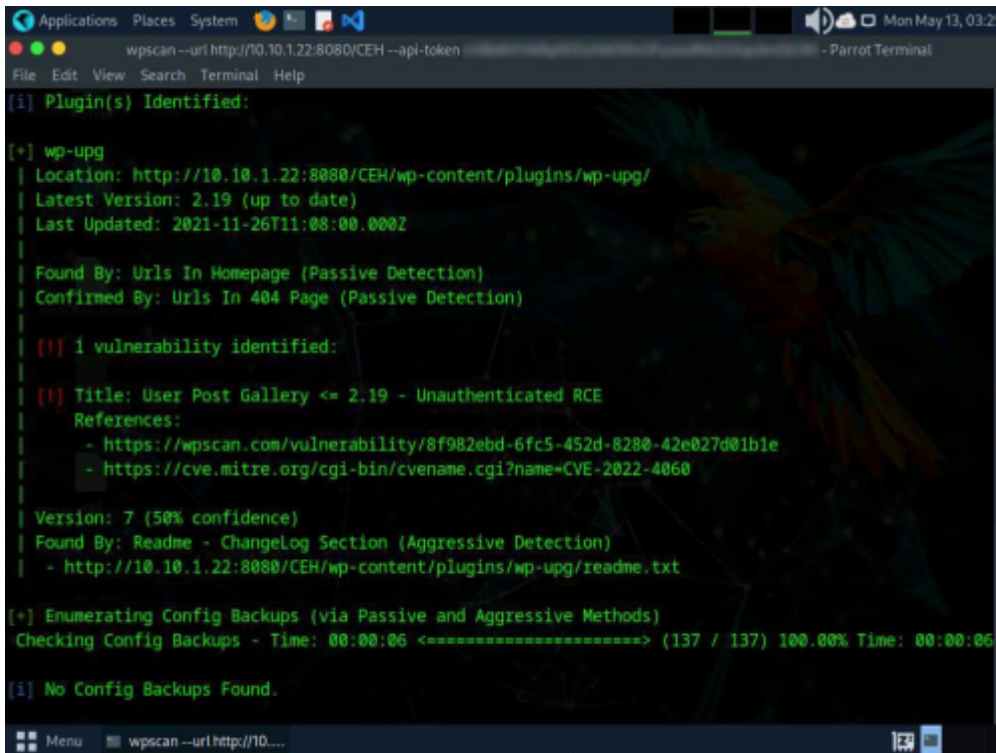 Applications Places System Mon May 13, 03:2
wpscan --url http://10.10.1.22:8080/CEH --api-token - Parrot Terminal
File Edit View Search Terminal Help
[i] Plugin(s) Identified:
[+] wp-upg
| Location: http://10.10.1.22:8080/CEH/wp-content/plugins/wp-upg/
| Latest Version: 2.19 (up to date)
| Last Updated: 2021-11-26T11:08:00.000Z
|
| Found By: Urls In Homepage (Passive Detection)
| Confirmed By: Urls In 404 Page (Passive Detection)
|
| [!] 1 vulnerability identified:
|
| [!] Title: User Post Gallery <= 2.19 - Unauthenticated RCE
| References:
| - https://wpscan.com/vulnerability/8f982ebd-6fc5-452d-8280-42e027d01b1e
| - https://cve.mitre.org/cgi-bin/cvename.cgi?name=CVE-2022-4060
|
| Version: 7 (50% confidence)
| Found By: Readme - ChangeLog Section (Aggressive Detection)
| - http://10.10.1.22:8080/CEH/wp-content/plugins/wp-upg/readme.txt
[+] Enumerating Config Backups (via Passive and Aggressive Methods)
Checking Config Backups - Time: 00:00:06 <=======================> (137 / 137) 100.00% Time: 00:00:06
[i] No Config Backups Found.
Menu wpscan --url http://10....